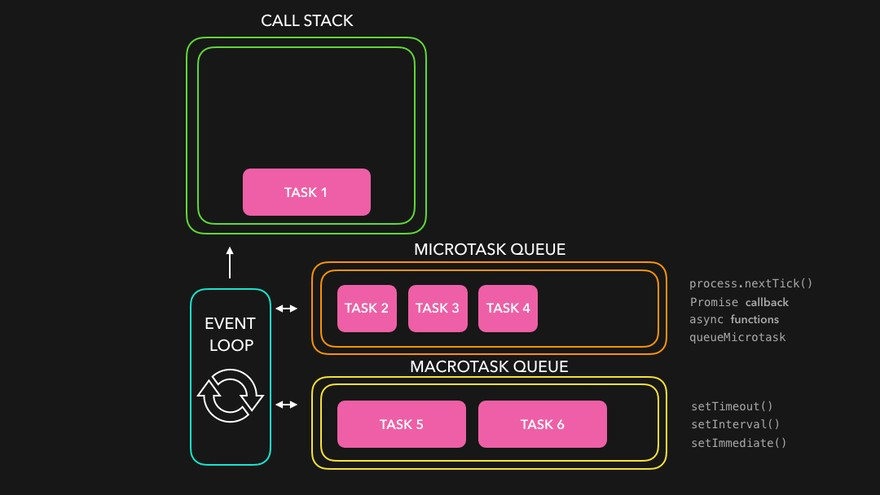 CALL STACK
TASK 1
MICROTASK QUEUE
TASK 2
TASK 3
TASK 4
process.nextTick()
Promise callback
async functions
queueMicrotask
EVENT
LOOP
MACROTASK QUEUE
TASK 5
TASK 6
setTimeout()
setInterval()
setImmediate()